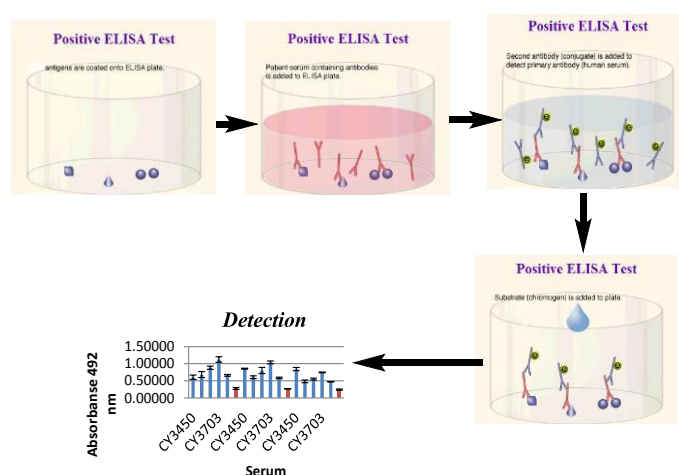 Positive ELISA Test
antigens are coated onto ELISA plate.
Positive ELISA Test
Patient serum containing antibodies
is added to ELISA plate.
Positive ELISA Test
Second antibody (conjugate) is added to
detect primary antibody (human serum).
Positive ELISA Test
Substrate (chromogen) is added to plate.
Detection
1.50000
1.00000
0.50000
0.00000
Absorbanse 492
nm
CY3450
CY3703
CY3450
CY3703
CY3450
CY3703
Serum